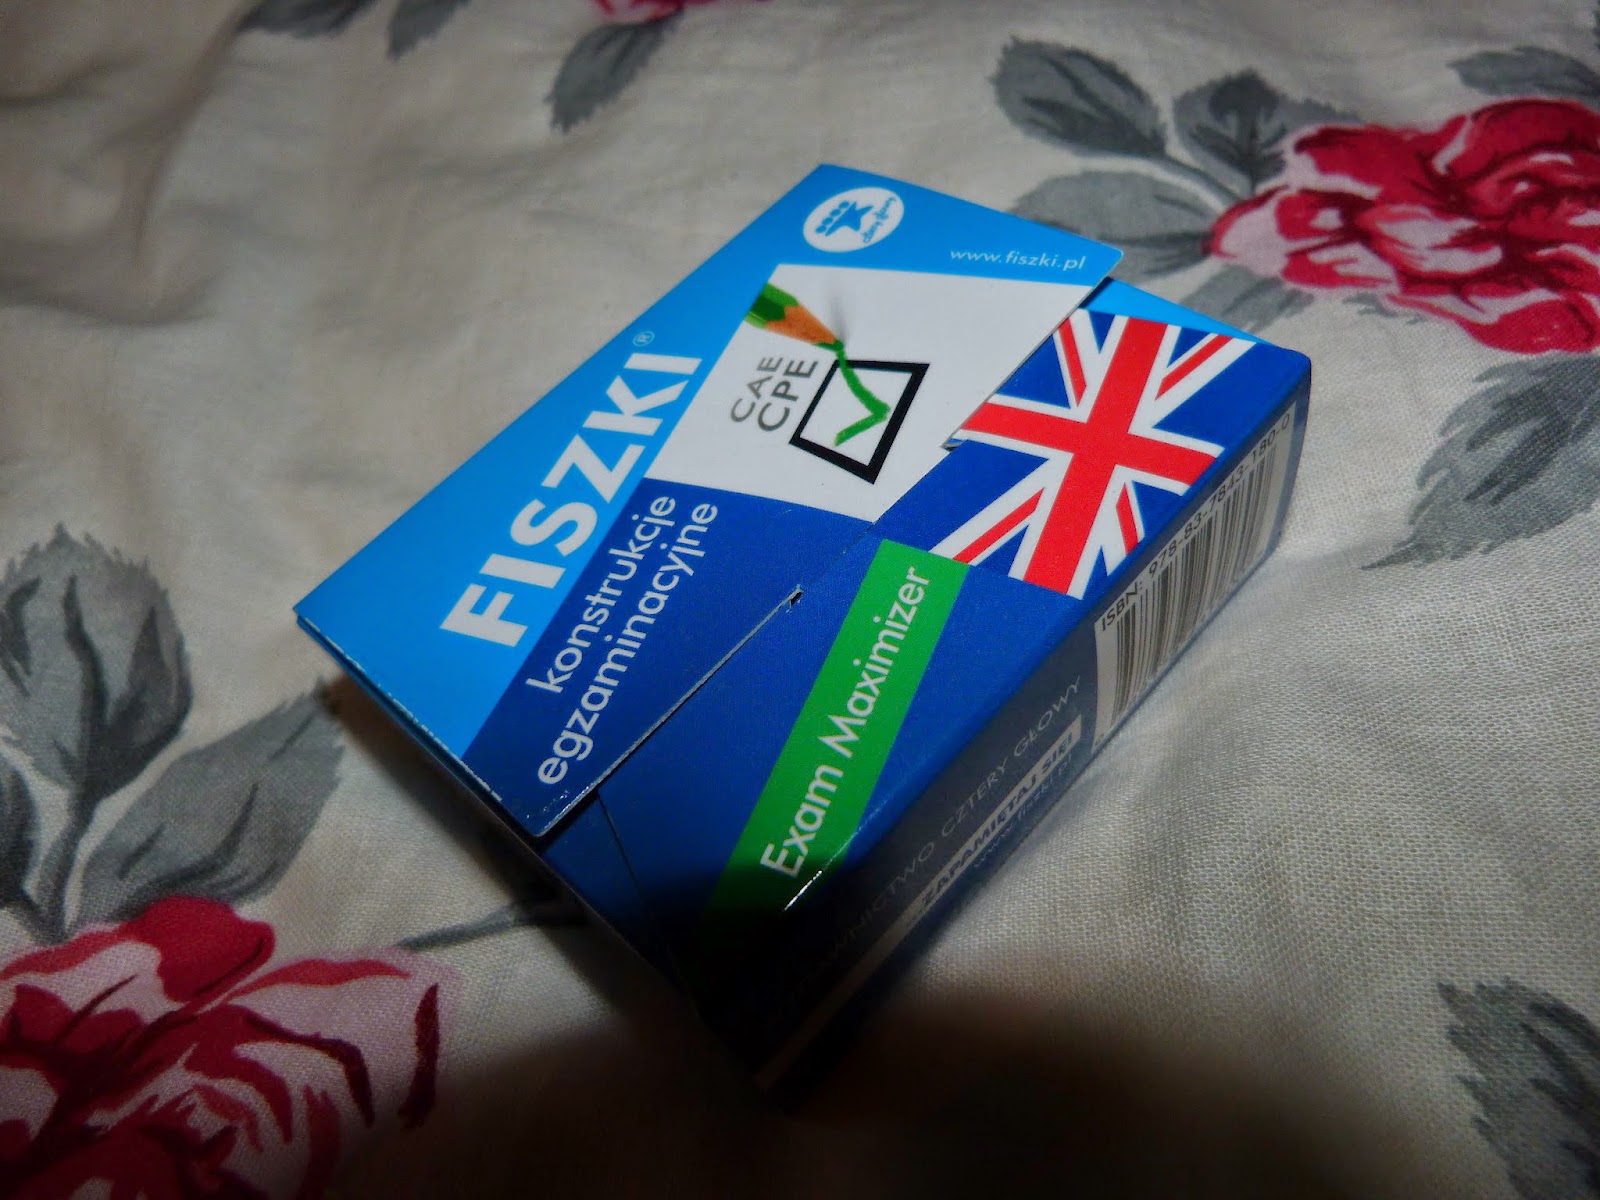 www.fiszki.pl
FISZKI®
CAE
CPE
konstrukcje
egzaminacyjne
Exam Maximizer
ISBN: 978-83-7843-180-0
CZTERY GŁOWY
ZAPAMIĘTAJ SIĘ!